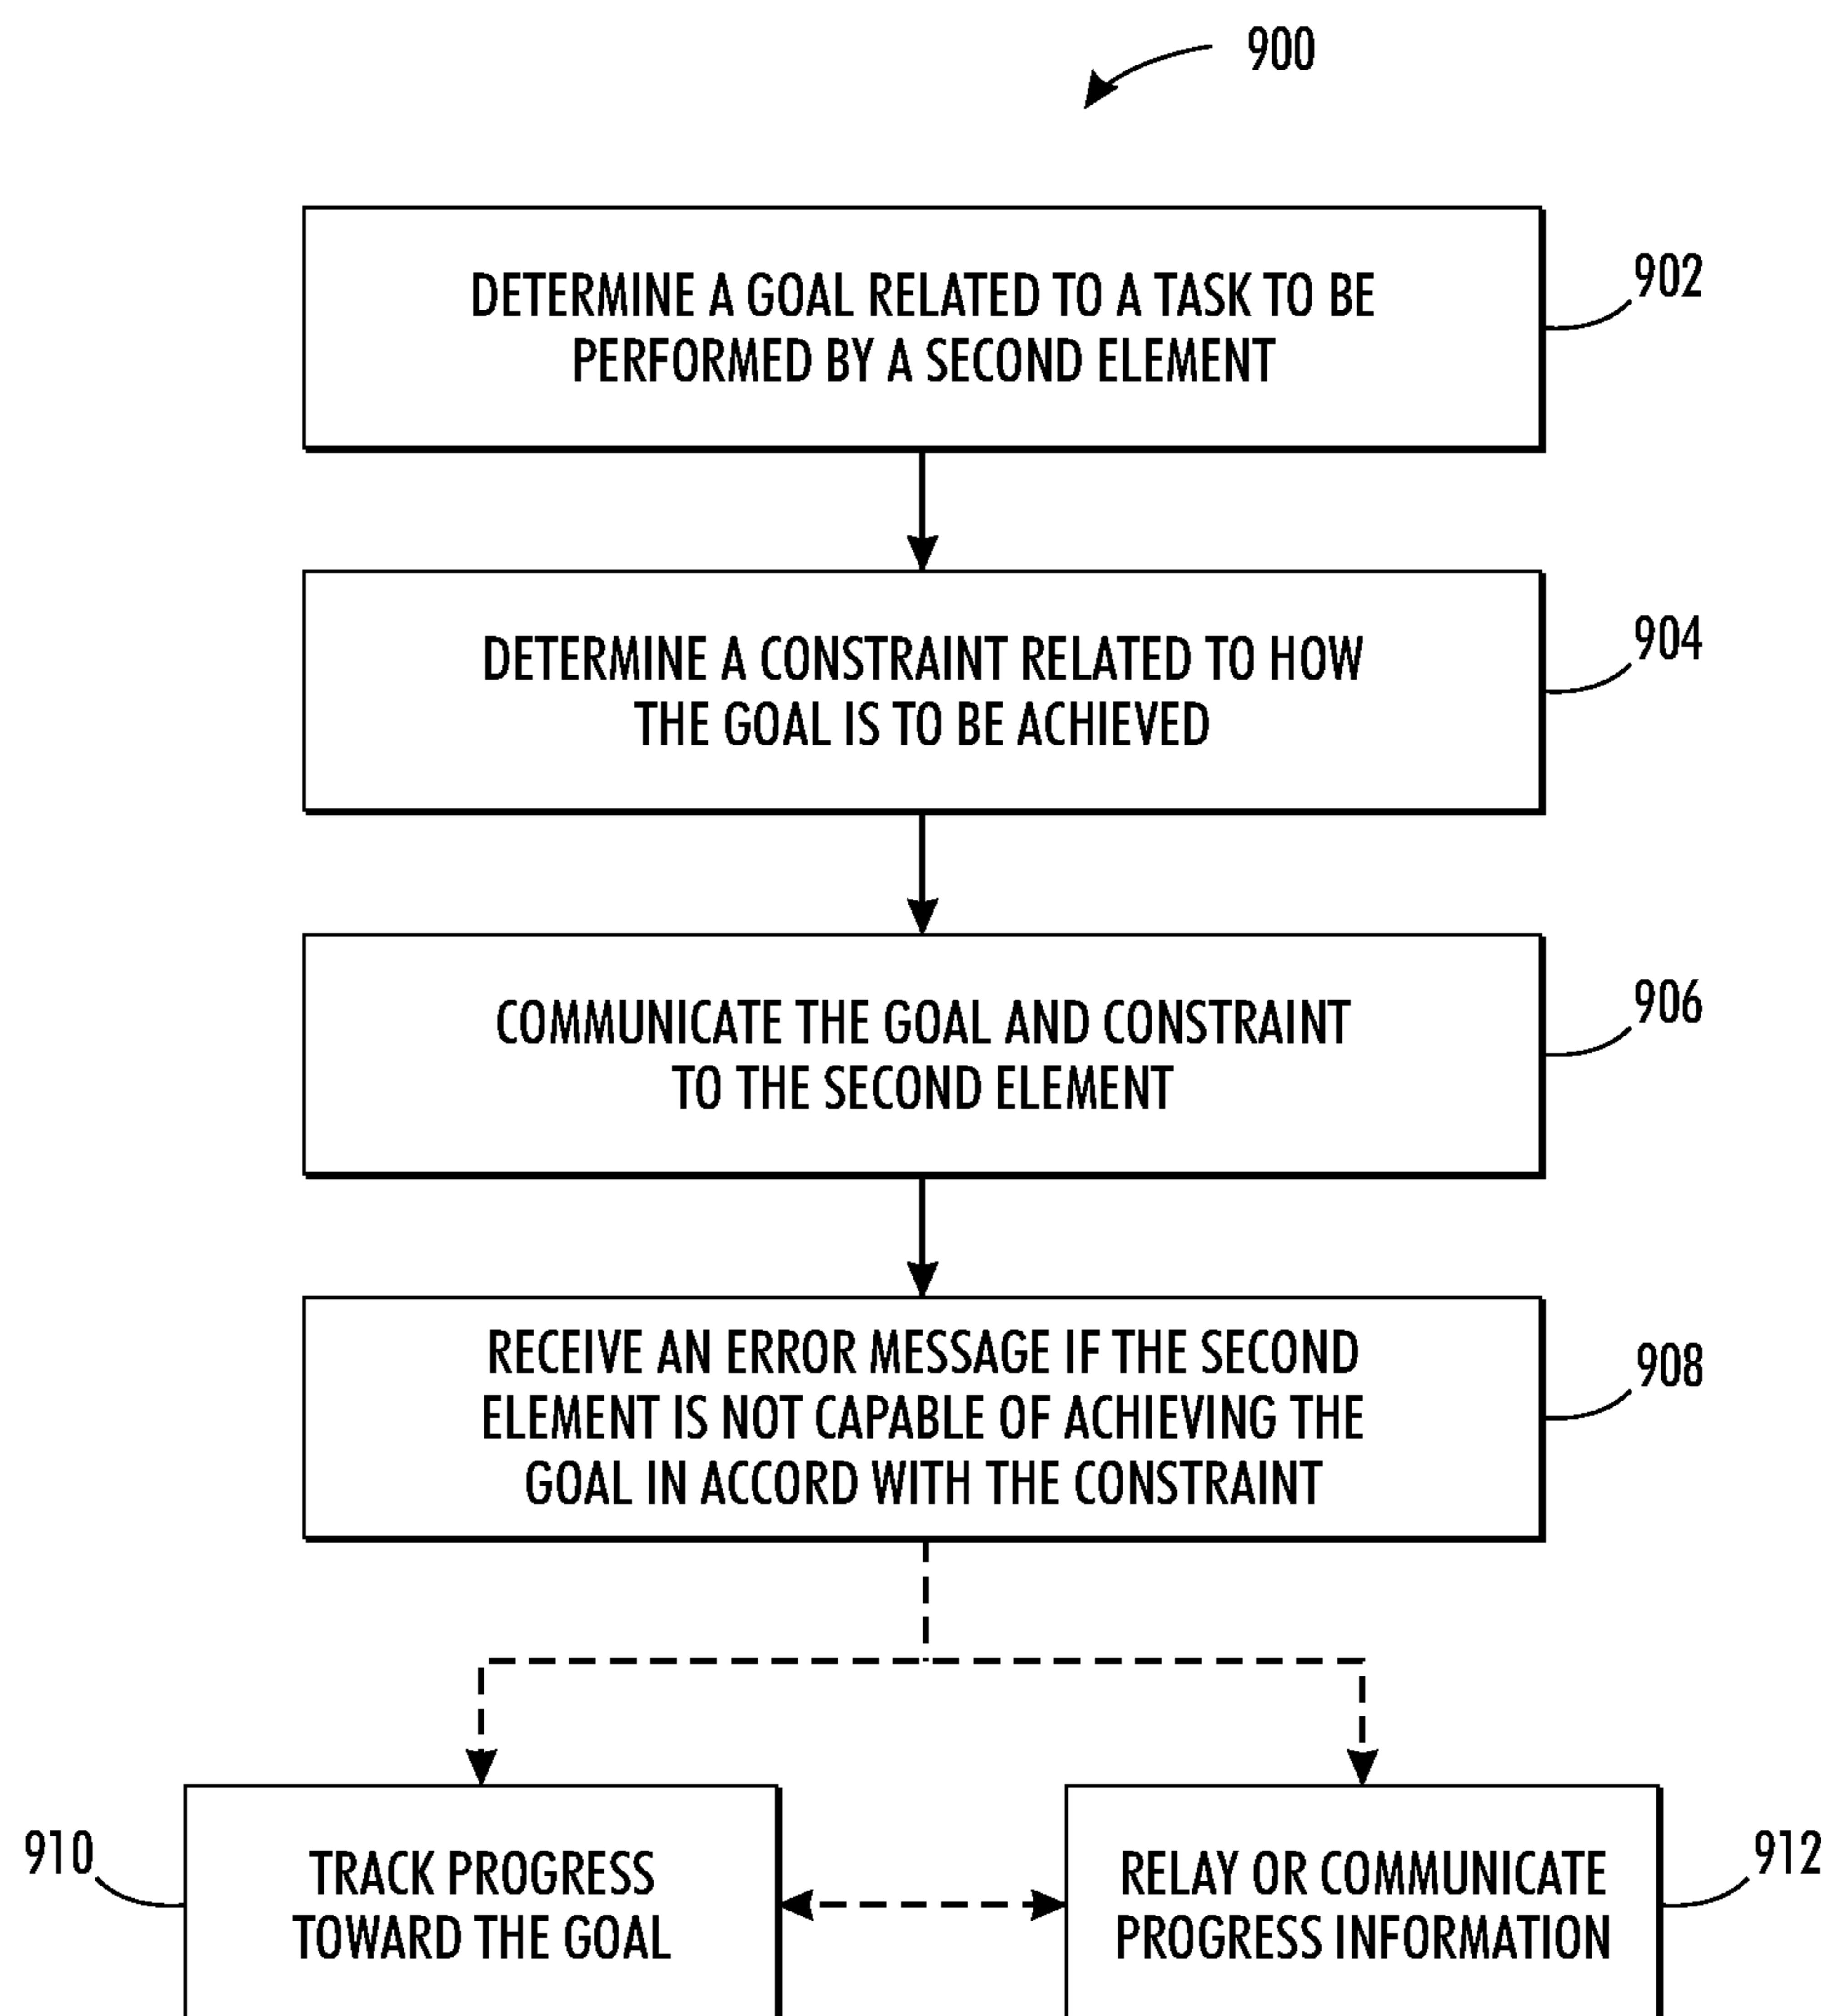 900
DETERMINE A GOAL RELATED TO A TASK TO BE
PERFORMED BY A SECOND ELEMENT
902
DETERMINE A CONSTRAINT RELATED TO HOW
THE GOAL IS TO BE ACHIEVED
904
COMMUNICATE THE GOAL AND CONSTRAINT
TO THE SECOND ELEMENT
906
RECEIVE AN ERROR MESSAGE IF THE SECOND
ELEMENT IS NOT CAPABLE OF ACHIEVING THE
GOAL IN ACCORD WITH THE CONSTRAINT
908
910
TRACK PROGRESS
TOWARD THE GOAL
RELAY OR COMMUNICATE
PROGRESS INFORMATION
912